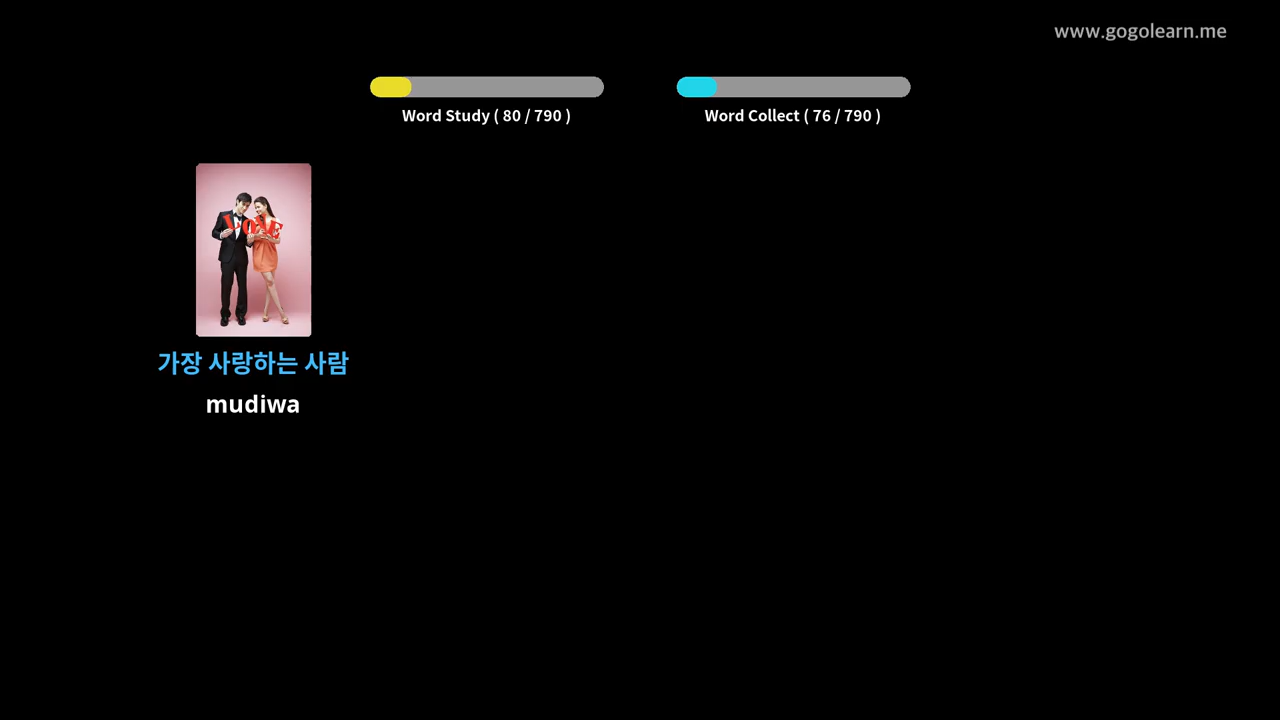 www.gogolearn.me
Word Study ( 80 / 790 )
Word Collect ( 76 / 790 )
LOVE
가장 사랑하는 사람
mudiwa